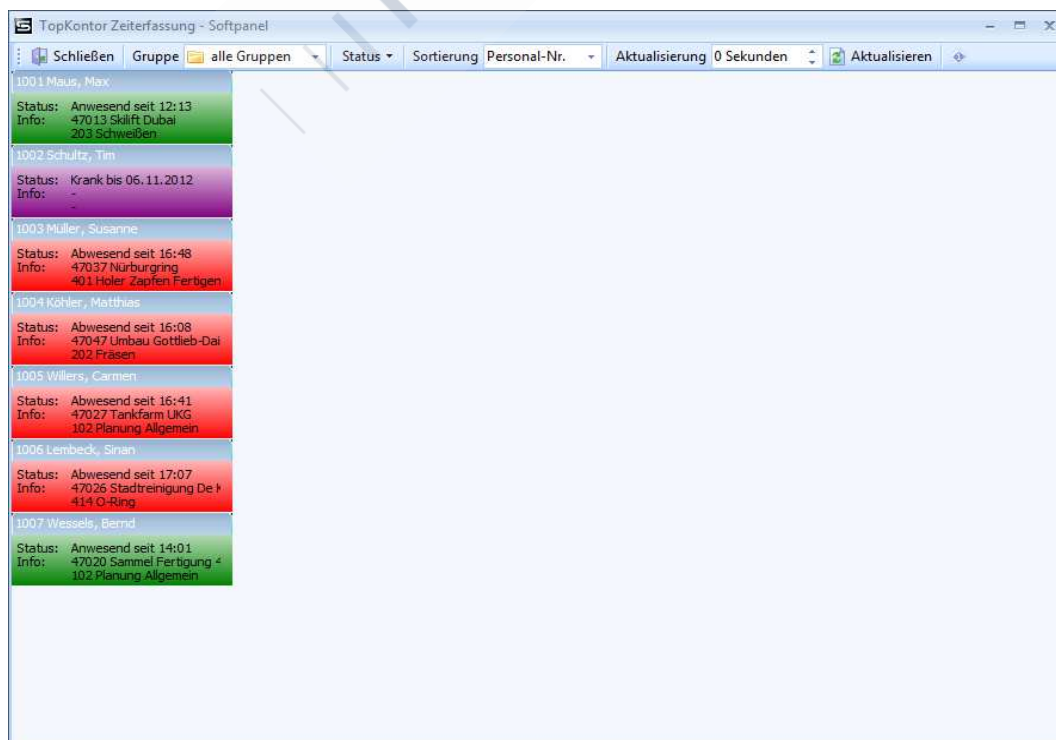 TopKontor Zeiterfassung - Softpanel
Schließen Gruppe alle Gruppen Status Sortierung Personal-Nr. Aktualisierung 0 Sekunden Aktualisieren
1001 Maus, Max
Status: Anwesend seit 12:13
Info: 47013 Skilift Dubai
203 Schweißen
1002 Schultz, Tim
Status: Krank bis 06.11.2012
Info: -
-
1003 Müller, Susanne
Status: Abwesend seit 16:48
Info: 47037 Nürburgring
401 Holer Zapfen Fertigen
1004 Köhler, Matthias
Status: Abwesend seit 16:08
Info: 47047 Umbau Gottlieb-Dai
202 Fräsen
1005 Willers, Carmen
Status: Abwesend seit 16:41
Info: 47027 Tankfarm UKG
102 Planung Allgemein
1006 Lembeck, Sinan
Status: Abwesend seit 17:07
Info: 47026 Stadtreinigung De
414 O-Ring
1007 Wessels, Bernd
Status: Anwesend seit 14:01
Info: 47020 Sammel Fertigung
102 Planung Allgemein